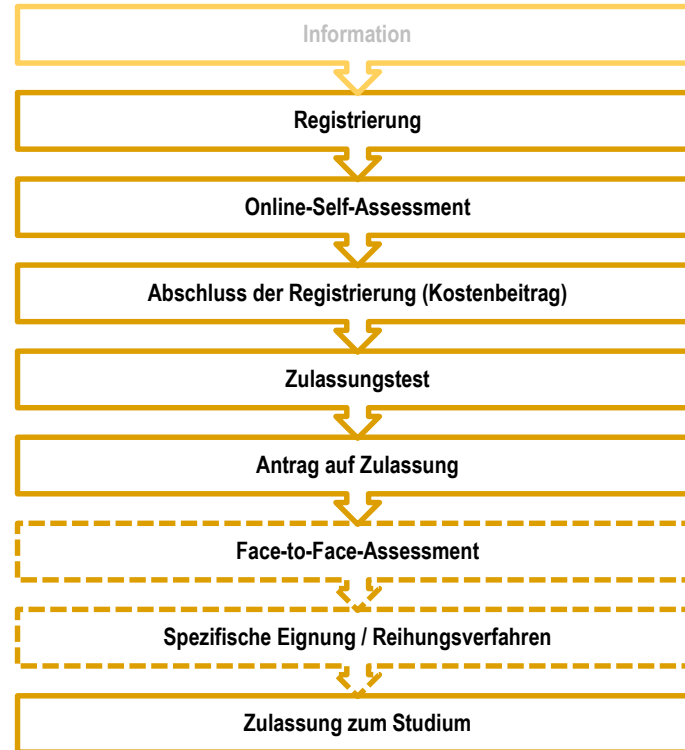 Information
Registrierung
Online-Self-Assessment
Abschluss der Registrierung (Kostenbeitrag)
Zulassungstest
Antrag auf Zulassung
Face-to-Face-Assessment
Spezifische Eignung / Reihungsverfahren
Zulassung zum Studium